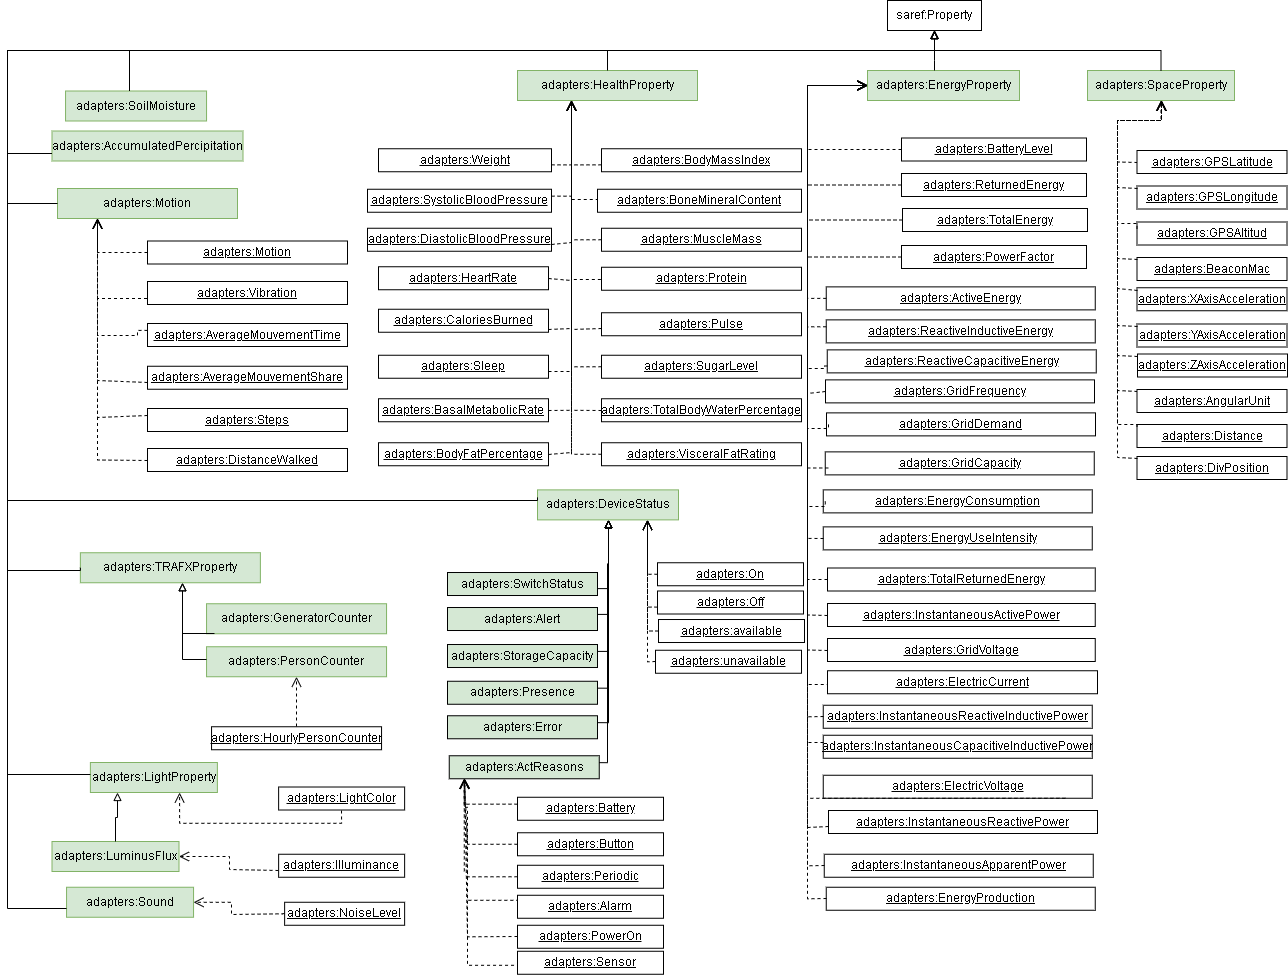 saref:Property
adapters:SoilMoisture
adapters:HealthProperty
adapters:EnergyProperty
adapters:SpaceProperty
adapters:AccumulatedPercipitation
adapters:Motion
adapters:Motion
adapters:Vibration
adapters:AverageMouvementTime
adapters:AverageMouvementShare
adapters:Steps
adapters:DistanceWalked
adapters:Weight
adapters:BodyMassIndex
adapters:SystolicBloodPressure
adapters:BoneMineralContent
adapters:DiastolicBloodPressure
adapters:MuscleMass
adapters:HeartRate
adapters:Protein
adapters:CaloriesBurned
adapters:Pulse
adapters:Sleep
adapters:SugarLevel
adapters:BasalMetabolicRate
adapters:TotalBodyWaterPercentage
adapters:BodyFatPercentage
adapters:VisceralFatRating
adapters:BatteryLevel
adapters:ReturnedEnergy
adapters:TotalEnergy
adapters:PowerFactor
adapters:ActiveEnergy
adapters:ReactiveInductiveEnergy
adapters:ReactiveCapacitiveEnergy
adapters:GridFrequency
adapters:GridDemand
adapters:GridCapacity
adapters:EnergyConsumption
adapters:EnergyUseIntensity
adapters:TotalReturnedEnergy
adapters:InstantaneousActivePower
adapters:GridVoltage
adapters:ElectricCurrent
adapters:InstantaneousReactiveInductivePower
adapters:InstantaneousCapacitiveInductivePower
adapters:ElectricVoltage
adapters:InstantaneousReactivePower
adapters:InstantaneousApparentPower
adapters:EnergyProduction
adapters:GPSLatitude
adapters:GPSLongitude
adapters:GPSAltitud
adapters:BeaconMac
adapters:XAxisAcceleration
adapters:YAxisAcceleration
adapters:ZAxisAcceleration
adapters:AngularUnit
adapters:Distance
adapters:DivPosition
adapters:DeviceStatus
adapters:SwitchStatus
adapters:Alert
adapters:StorageCapacity
adapters:Presence
adapters:Error
adapters:ActReasons
adapters:On
adapters:Off
adapters:available
adapters:unavailable
adapters:Battery
adapters:Button
adapters:Periodic
adapters:Alarm
adapters:PowerOn
adapters:Sensor
adapters:TRAFXProperty
adapters:GeneratorCounter
adapters:PersonCounter
adapters:HourlyPersonCounter
adapters:LightProperty
adapters:LightColor
adapters:LuminusFlux
adapters:Illuminance
adapters:Sound
adapters:NoiseLevel